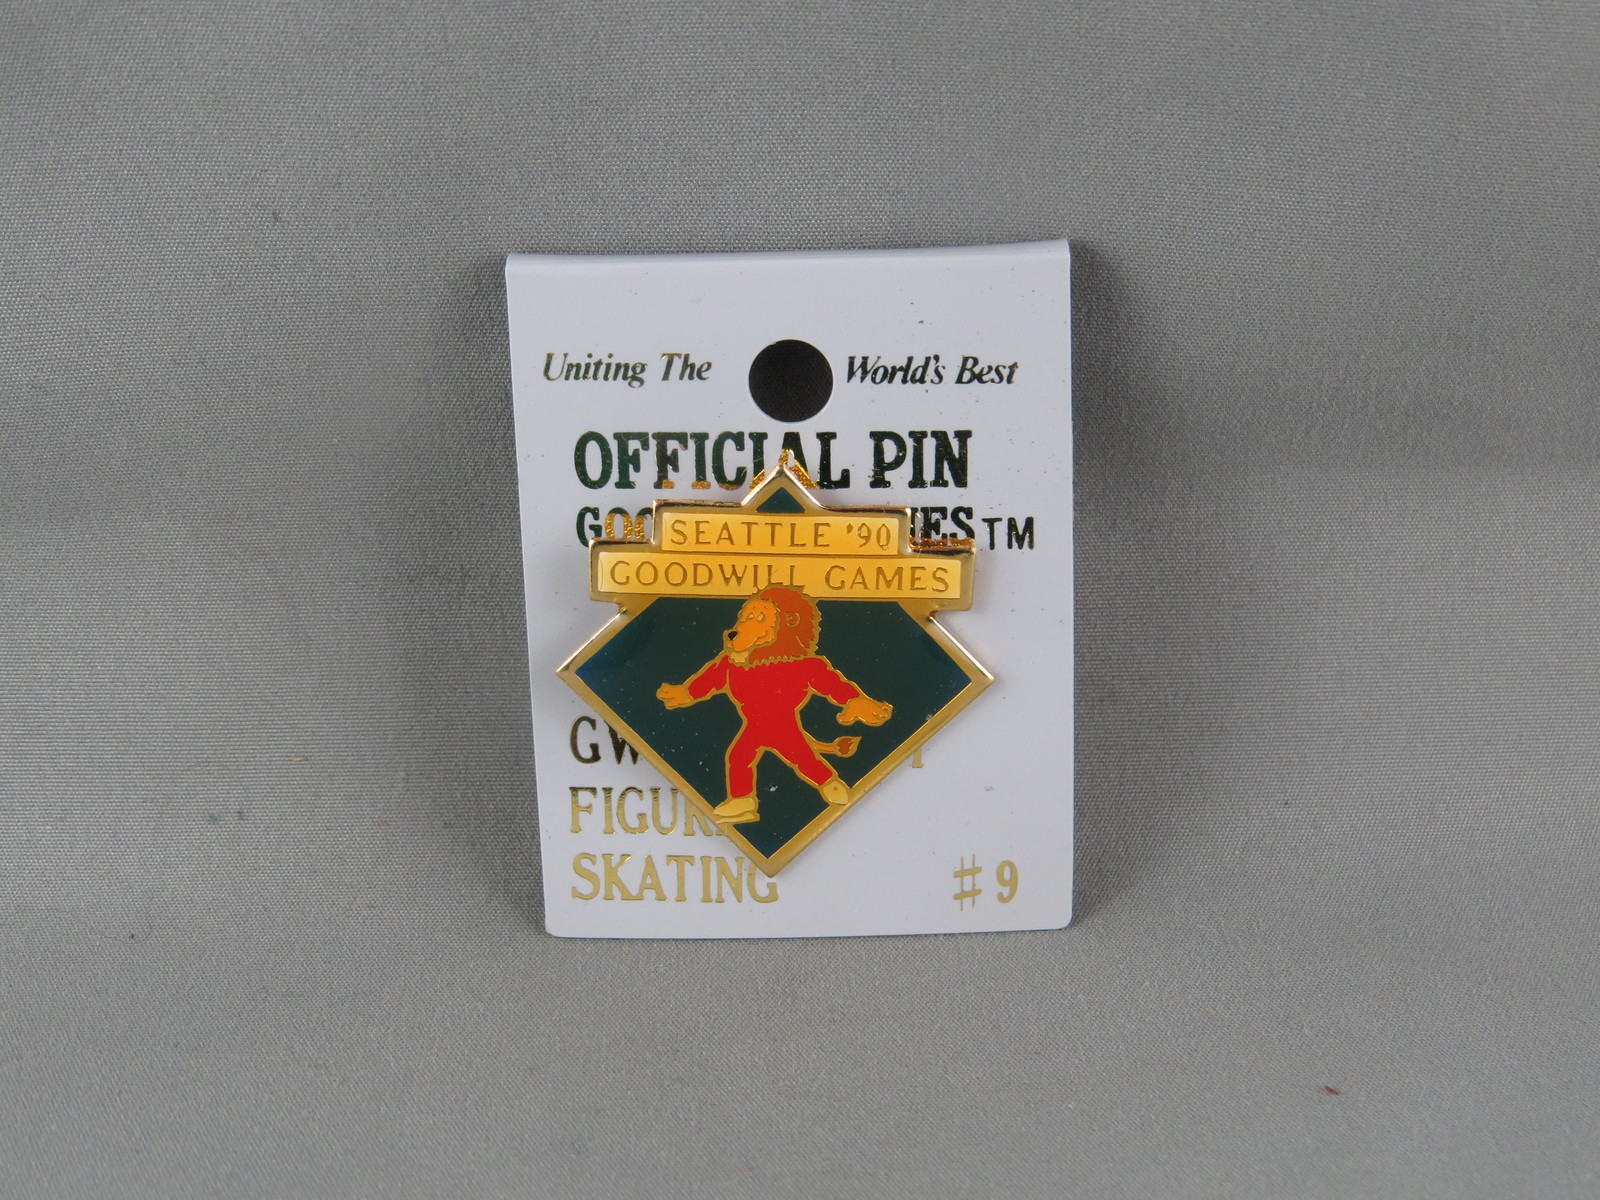 Uniting The World's Best
OFFICIAL PIN
SEATTLE '90
GOODWILL GAMES
TM
SKATING
#9